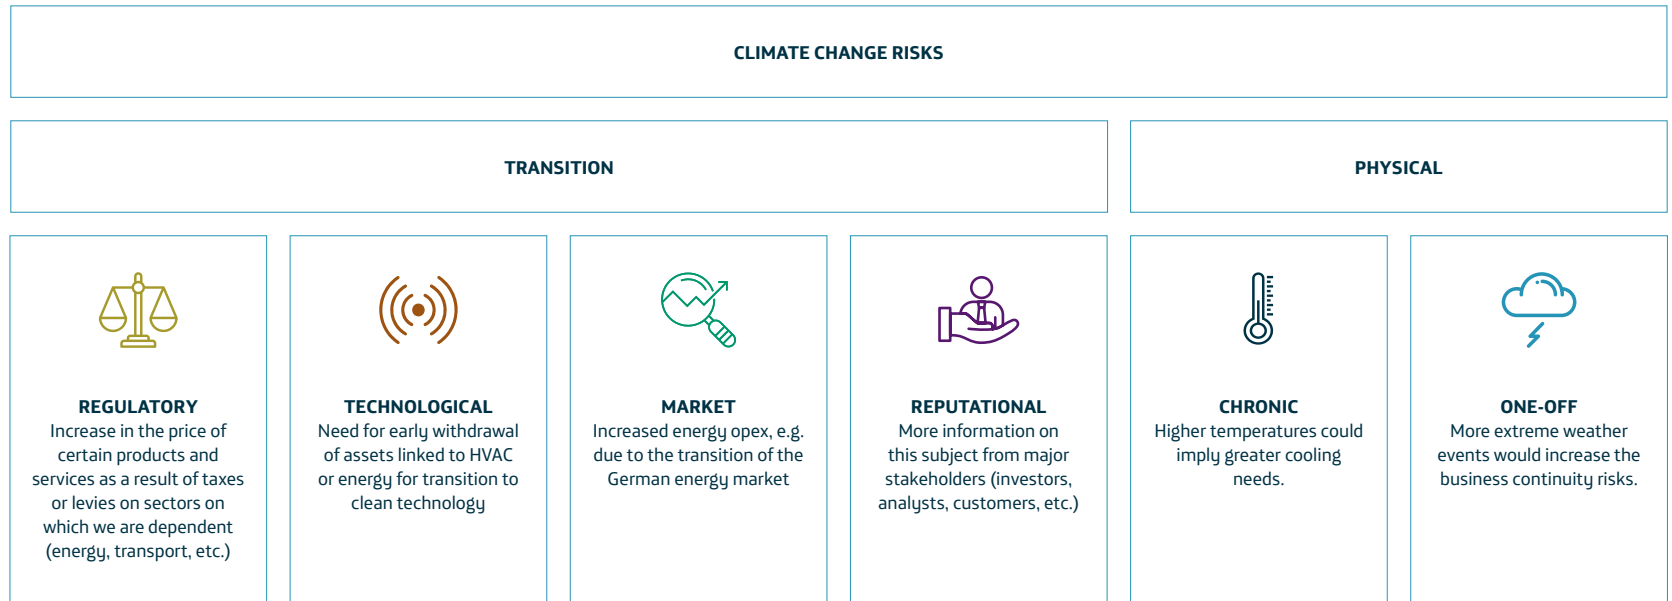 CLIMATE CHANGE RISKS
TRANSITION
PHYSICAL
REGULATORY
Increase in the price of
certain products and
services as a result of taxes
or levies on sectors on
which we are dependent
(energy, transport, etc.)
TECHNOLOGICAL
Need for early withdrawal
of assets linked to HVAC
or energy for transition to
clean technology
MARKET
Increased energy opex, e.g.
due to the transition of the
German energy market
REPUTATIONAL
More information on
this subject from major
stakeholders (investors,
analysts, customers, etc.)
CHRONIC
Higher temperatures could
imply greater cooling
needs.
ONE-OFF
More extreme weather
events would increase the
business continuity risks.